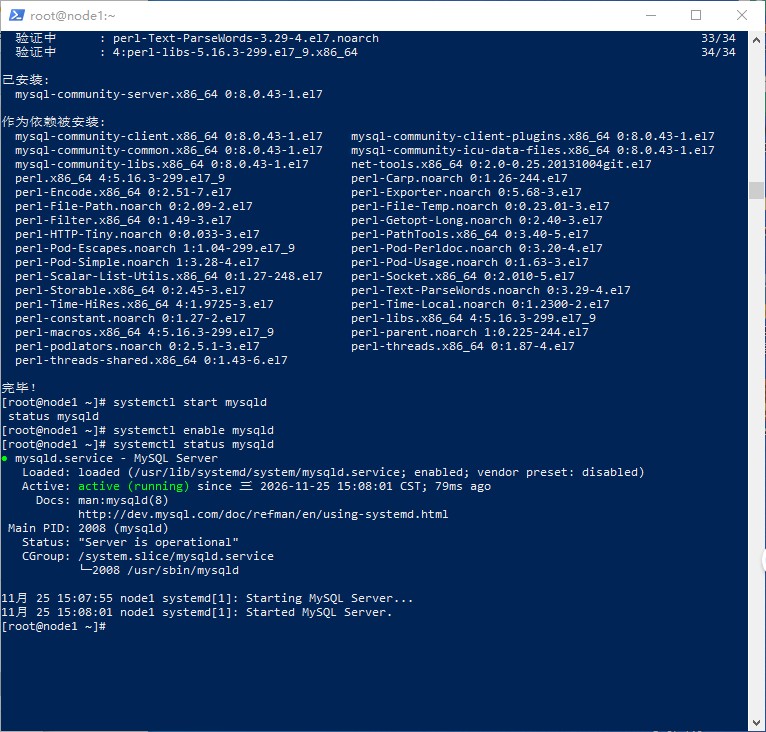 root@node1:~
验证中 : perl-Text-ParseWords-3.29-4.el7.noarch 33/34
验证中 : 4:perl-libs-5.16.3-299.el7_9.x86_64 34/34
已安装:
mysql-community-server.x86_64 0:8.0.43-1.el7
作为依赖被安装:
mysql-community-client.x86_64 0:8.0.43-1.el7 mysql-community-client-plugins.x86_64 0:8.0.43-1.el7
mysql-community-common.x86_64 0:8.0.43-1.el7 mysql-community-icu-data-files.x86_64 0:8.0.43-1.el7
mysql-community-libs.x86_64 0:8.0.43-1.el7 net-tools.x86_64 0:2.0-0.25.20131004git.el7
perl.x86_64 4:5.16.3-299.el7_9 perl-Carp.noarch 0:1.26-244.el7
perl-Encode.x86_64 0:2.51-7.el7 perl-Exporter.noarch 0:5.68-3.el7
perl-File-Path.noarch 0:2.09-2.el7 perl-File-Temp.noarch 0:0.23.01-3.el7
perl-Filter.x86_64 0:1.49-3.el7 perl-Getopt-Long.noarch 0:2.40-3.el7
perl-HTTP-Tiny.noarch 0:0.033-3.el7 perl-PathTools.x86_64 0:3.40-5.el7
perl-Pod-Escapes.noarch 1:1.04-299.el7_9 perl-Pod-Perldoc.noarch 0:3.20-4.el7
perl-Pod-Simple.noarch 1:3.28-4.el7 perl-Pod-Usage.noarch 0:1.63-3.el7
perl-Scalar-List-Utils.x86_64 0:1.27-248.el7 perl-Socket.x86_64 0:2.010-5.el7
perl-Storable.x86_64 0:2.45-3.el7 perl-Text-ParseWords.noarch 0:3.29-4.el7
perl-Time-HiRes.x86_64 4:1.9725-3.el7 perl-Time-Local.noarch 0:1.2300-2.el7
perl-constant.noarch 0:1.27-2.el7 perl-libs.x86_64 4:5.16.3-299.el7_9
perl-macros.x86_64 4:5.16.3-299.el7_9 perl-parent.noarch 1:0.225-244.el7
perl-podlators.noarch 0:2.5.1-3.el7 perl-threads.x86_64 0:1.87-4.el7
perl-threads-shared.x86_64 0:1.43-6.el7
完毕！
[root@node1 ~]# systemctl start mysqld
status mysqld
[root@node1 ~]# systemctl enable mysqld
[root@node1 ~]# systemctl status mysqld
● mysqld.service - MySQL Server
Loaded: loaded (/usr/lib/systemd/system/mysqld.service; enabled; vendor preset: disabled)
Active: active (running) since 三 2026-11-25 15:08:01 CST; 79ms ago
Docs: man:mysqld(8)
http://dev.mysql.com/doc/refman/en/using-systemd.html
Main PID: 2008 (mysqld)
Status: "Server is operational"
CGroup: /system.slice/mysqld.service
└─2008 /usr/sbin/mysqld
11月 25 15:07:55 node1 systemd[1]: Starting MySQL Server...
11月 25 15:08:01 node1 systemd[1]: Started MySQL Server.
[root@node1 ~]#